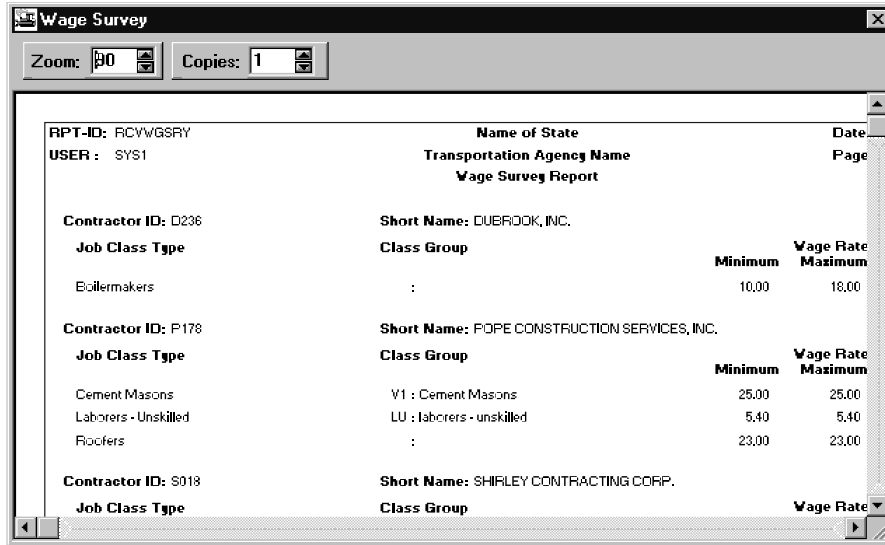 Wage Survey
Zoom: 90 Copies: 1
RPT-ID: RCVWGSRY Name of State Date
USER : SYS1 Transportation Agency Name Page
Wage Survey Report
Contractor ID: D236 Short Name: DUBROOK, INC.
Job Class Type Class Group Wage Rate
Minimum Maximum
Boilermakers : 10.00 18.00
Contractor ID: P178 Short Name: POPE CONSTRUCTION SERVICES, INC.
Job Class Type Class Group Wage Rate
Minimum Maximum
Cement Masons V1 : Cement Masons 25.00 25.00
Laborers - Unskilled LU : laborers - unskilled 5.40 5.40
Roofers : 23.00 23.00
Contractor ID: S018 Short Name: SHIRLEY CONTRACTING CORP.
Job Class Type Class Group Wage Rate